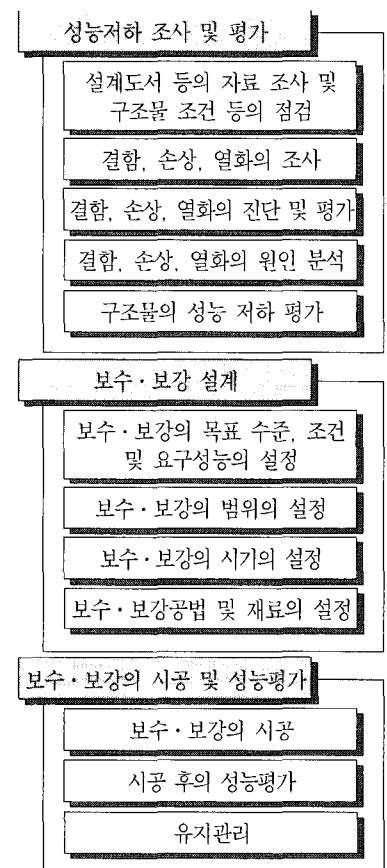 성능저하 조사 및 평가
설계도서 등의 자료 조사 및
구조물 조건 등의 점검
결함, 손상, 열화의 조사
결함, 손상, 열화의 진단 및 평가
결함, 손상, 열화의 원인 분석
구조물의 성능 저하 평가
보수·보강 설계
보수·보강의 목표 수준, 조건
및 요구성능의 설정
보수·보강의 범위의 설정
보수·보강의 시기의 설정
보수·보강공법 및 재료의 설정
보수·보강의 시공 및 성능평가
보수·보강의 시공
시공 후의 성능평가
유지관리